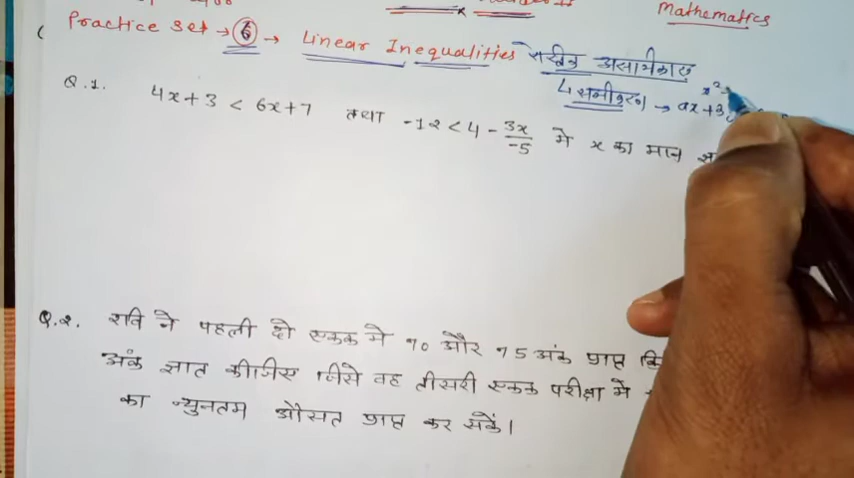 Mathematics
Practice set → 6 → Linear Inequalities रेखीय असमिकाएं
↳ समीकरण → ax+3
x²
Q.1. 4x+3 < 6x+7 तथा -12 < 4 - 3x/-5 मे x का मान
Q.2. रवि ने पहली दो एकक मे 70 और 75 अंक प्राप्त
अंक ज्ञात कीजिए जिसे वह तीसरी एकक परीक्षा मे
का न्युनतम औसत प्राप्त कर सकें।